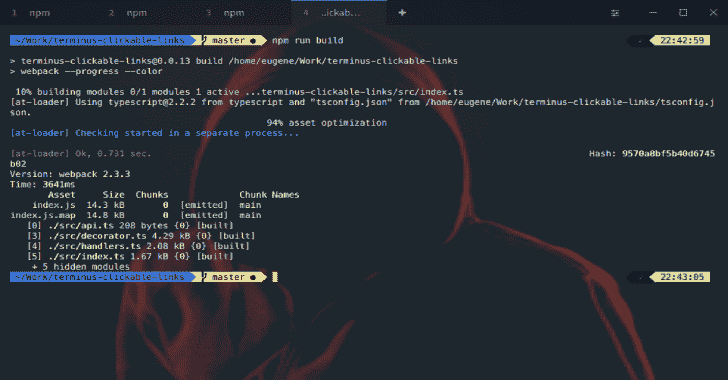 1 npm 2 npm 3 npm 4 ..ickab...
~/Work/terminus-clickable-links master ● npm run build 22:42:59
> terminus-clickable-links@0.0.13 build /home/eugene/Work/terminus-clickable-links
> webpack --progress --color
10% building modules 0/1 modules 1 active ...terminus-clickable-links/src/index.ts
[at-loader] Using typescript@2.2.2 from typescript and "tsconfig.json" from /home/eugene/Work/terminus-clickable-links/tsconfig.j
son.
94% asset optimization
[at-loader] Checking started in a separate process...
[at-loader] Ok, 0.731 sec.
Hash: 9570a0bf5b40d6745
b02
Version: webpack 2.3.3
Time: 3641ms
Asset Size Chunks Chunk Names
index.js 14.3 kB 0 [emitted] main
index.js.map 14.8 kB 0 [emitted] main
[0] ./src/api.ts 208 bytes {0} [built]
[3] ./src/decorator.ts 4.29 kB {0} [built]
[4] ./src/handlers.ts 2.08 kB {0} [built]
[5] ./src/index.ts 1.67 kB {0} [built]
+ 5 hidden modules
~/Work/terminus-clickable-links master ● 22:43:05